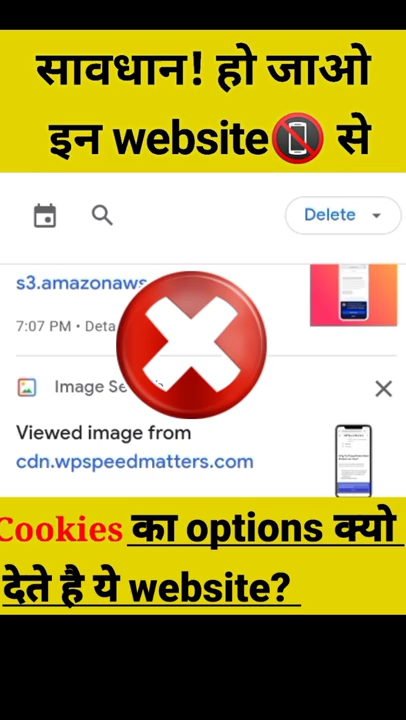 सावधान! हो जाओ
इन website से
Delete
s3.amazonaws
7:07 PM • Deta
Image Se
Viewed image from
cdn.wpspeedmatters.com
Cookies का options क्यो
देते है ये website?